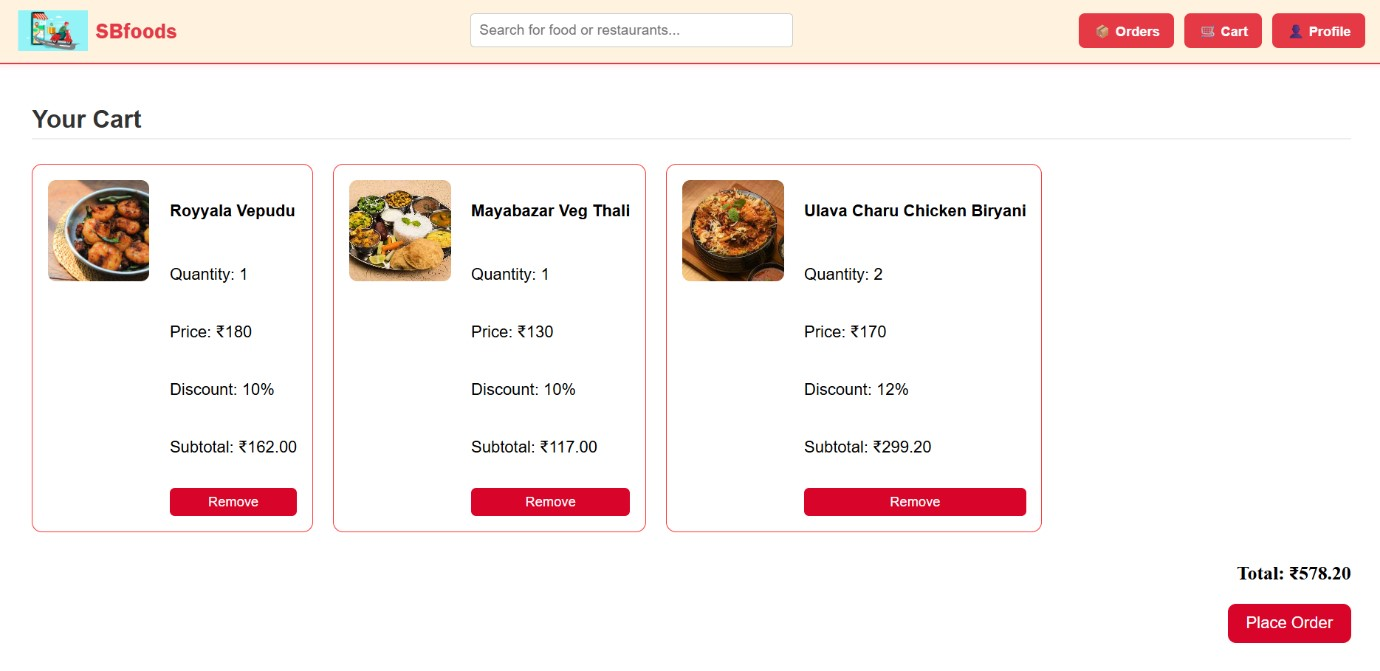 SBfoods
Search for food or restaurants...
Orders
Cart
Profile
Your Cart
Royyala Vepudu
Quantity: 1
Price: ₹180
Discount: 10%
Subtotal: ₹162.00
Remove
Mayabazar Veg Thali
Quantity: 1
Price: ₹130
Discount: 10%
Subtotal: ₹117.00
Remove
Ulava Charu Chicken Biryani
Quantity: 2
Price: ₹170
Discount: 12%
Subtotal: ₹299.20
Remove
Total: ₹578.20
Place Order